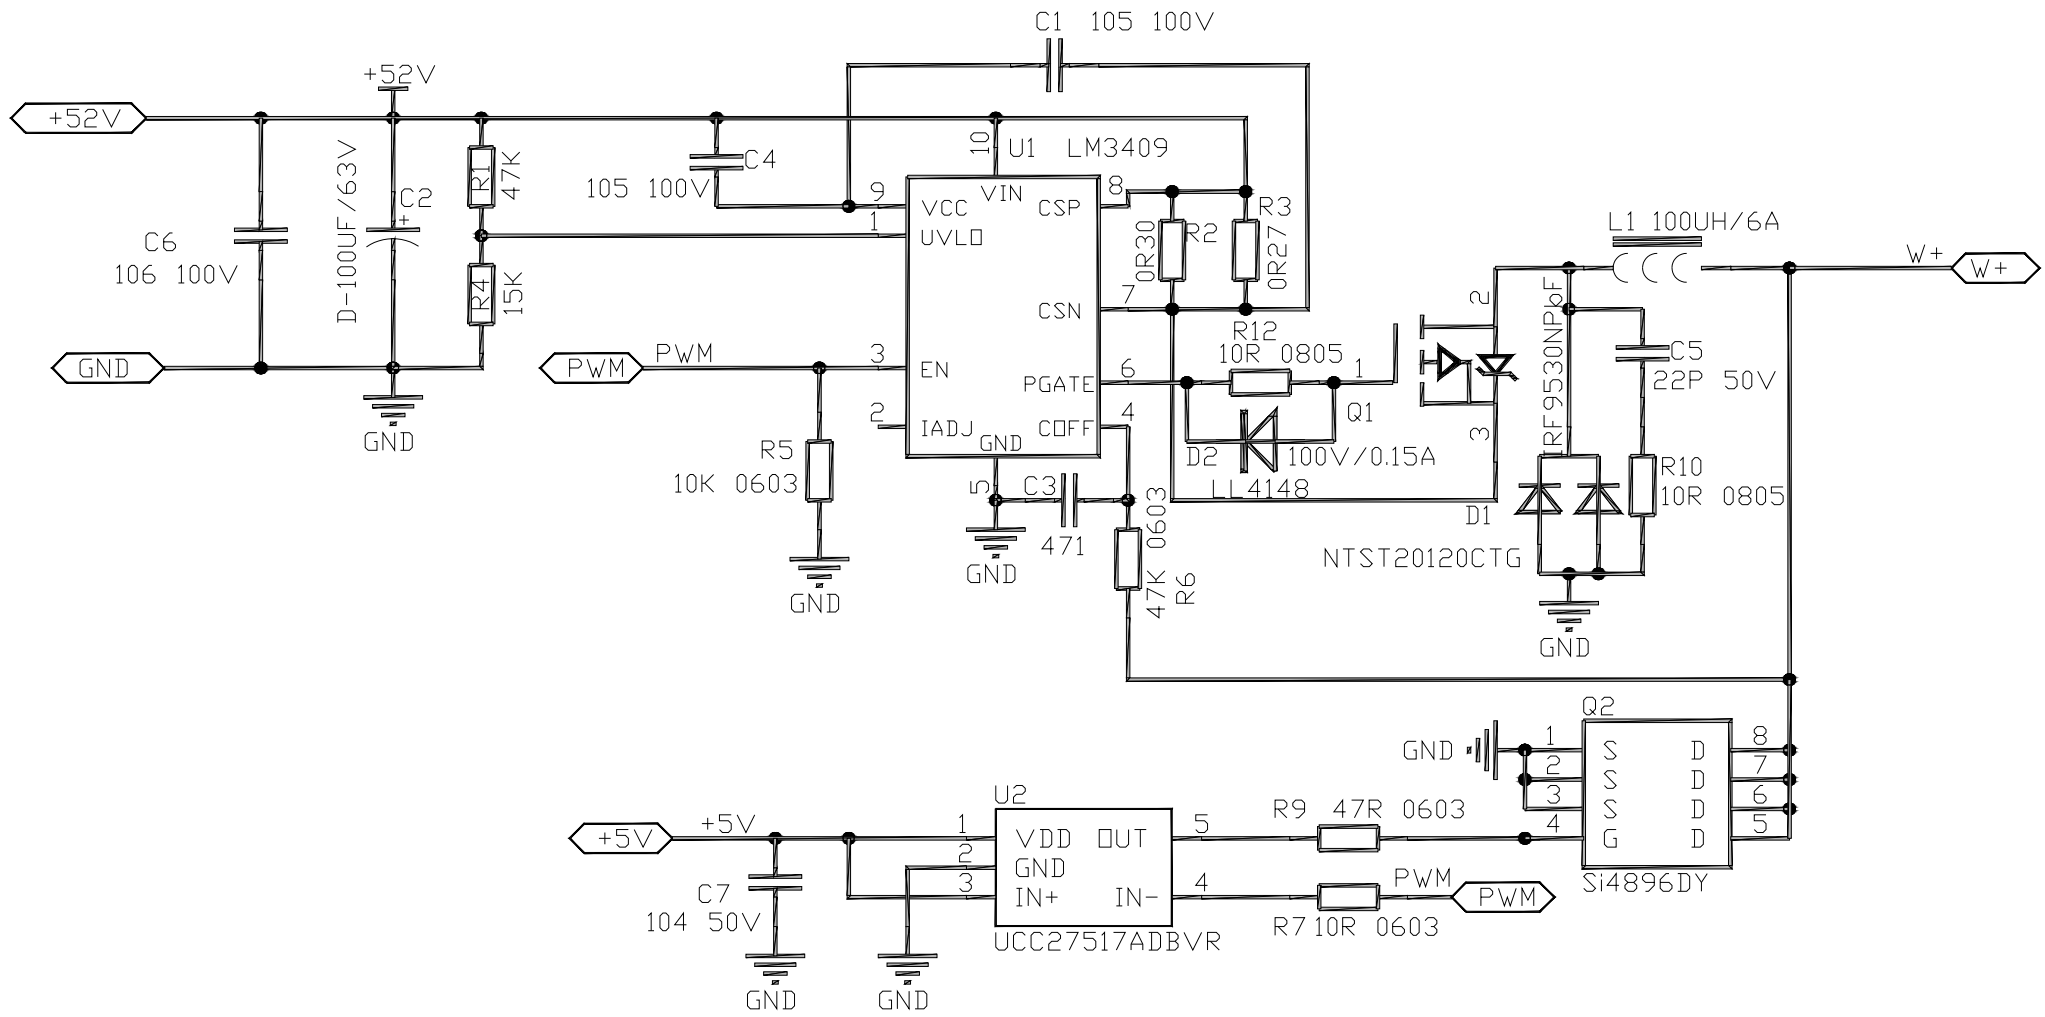 C1 105 100V
+52V
+52V
10
U1 LM3409
R1
47K
C4
105 100V
9
VCC
VIN
CSP
8
1
UVLO
D-100UF/63V
C2
+
C6
106 100V
R4
15K
0R30
R2
R3
0R27
7
CSN
L1 100UH/6A
W+
W+
2
IRF9530NPbF
GND
PWM
PWM
3
EN
PGATE
6
R12
10R 0805
1
Q1
C5
22P 50V
2
IADJ
GND
COFF
4
3
GND
R5
10K 0603
D2
100V/0.15A
LL4148
R10
10R 0805
5
C3
471
0603
47K
R6
D1
NTST20120CTG
GND
GND
GND
Q2
GND
1
S
D
8
2
S
D
7
3
S
D
6
4
G
D
5
Si4896DY
U2
+5V
+5V
1
VDD
OUT
5
R9 47R 0603
2
GND
3
IN+
IN-
4
PWM
PWM
R7 10R 0603
C7
104 50V
UCC27517ADBVR
GND
GND